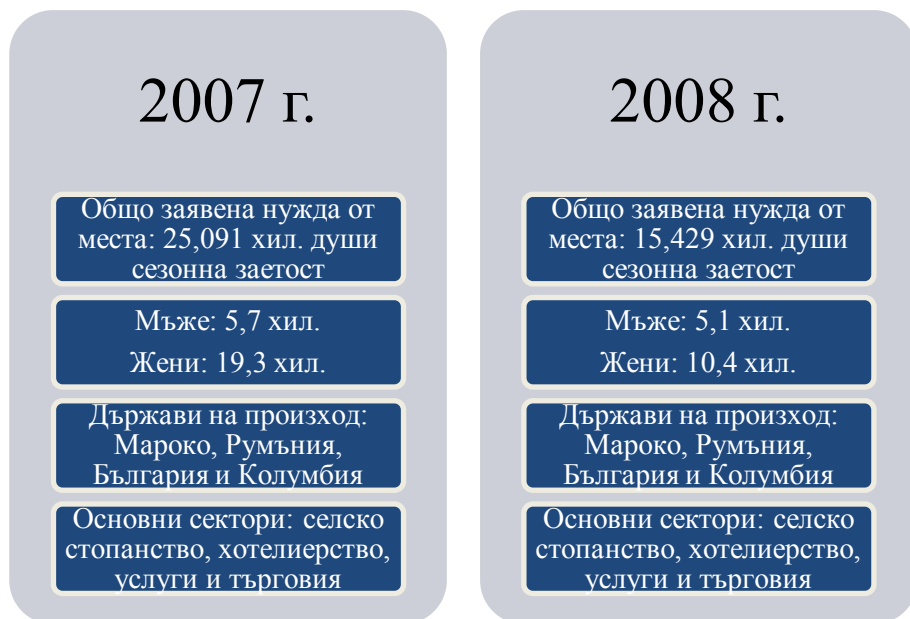 2007 г.
Общо заявена нужда от
места: 25,091 хил. души
сезонна заетост
Мъже: 5,7 хил.
Жени: 19,3 хил.
Държави на произход:
Мароко, Румъния,
България и Колумбия
Основни сектори: селско
стопанство, хотелиерство,
услуги и търговия
2008 г.
Общо заявена нужда от
места: 15,429 хил. души
сезонна заетост
Мъже: 5,1 хил.
Жени: 10,4 хил.
Държави на произход:
Мароко, Румъния,
България и Колумбия
Основни сектори: селско
стопанство, хотелиерство,
услуги и търговия